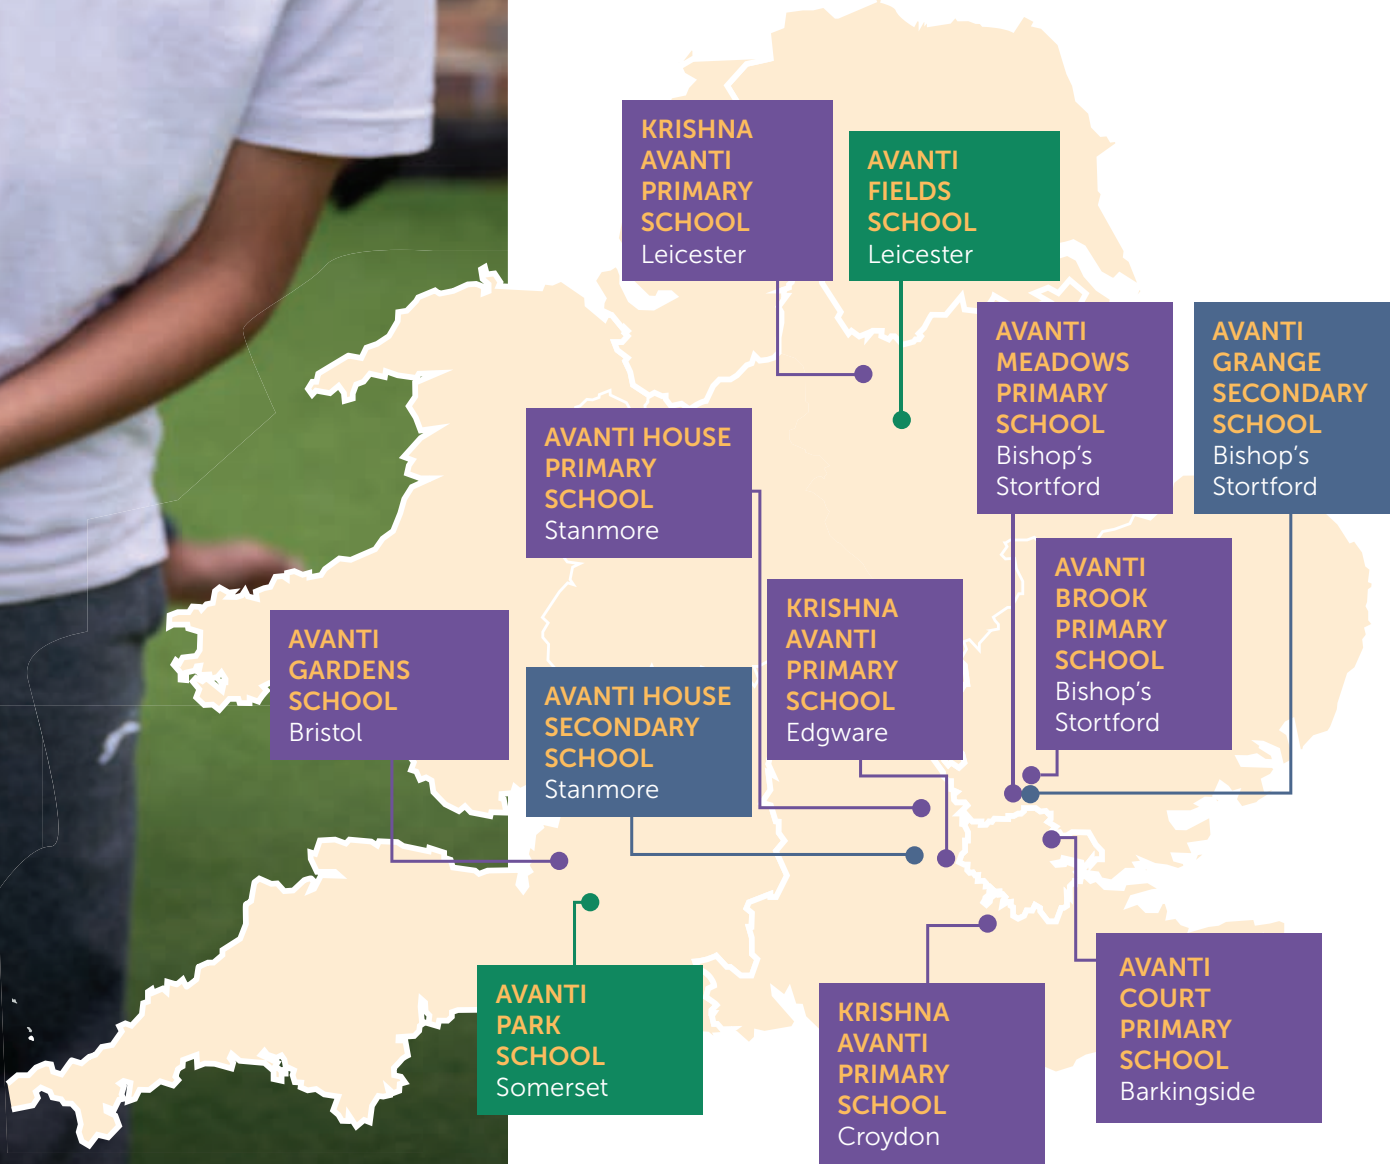 KRISHNA
AVANTI
PRIMARY
SCHOOL
Leicester
AVANTI
FIELDS
SCHOOL
Leicester
AVANTI
MEADOWS
PRIMARY
SCHOOL
Bishop's
Stortford
AVANTI
GRANGE
SECONDARY
SCHOOL
Bishop's
Stortford
AVANTI HOUSE
PRIMARY
SCHOOL
Stanmore
AVANTI
BROOK
PRIMARY
SCHOOL
Bishop's
Stortford
KRISHNA
AVANTI
PRIMARY
SCHOOL
Edgware
AVANTI
GARDENS
SCHOOL
Bristol
AVANTI HOUSE
SECONDARY
SCHOOL
Stanmore
AVANTI
PARK
SCHOOL
Somerset
KRISHNA
AVANTI
PRIMARY
SCHOOL
Croydon
AVANTI
COURT
PRIMARY
SCHOOL
Barkingside